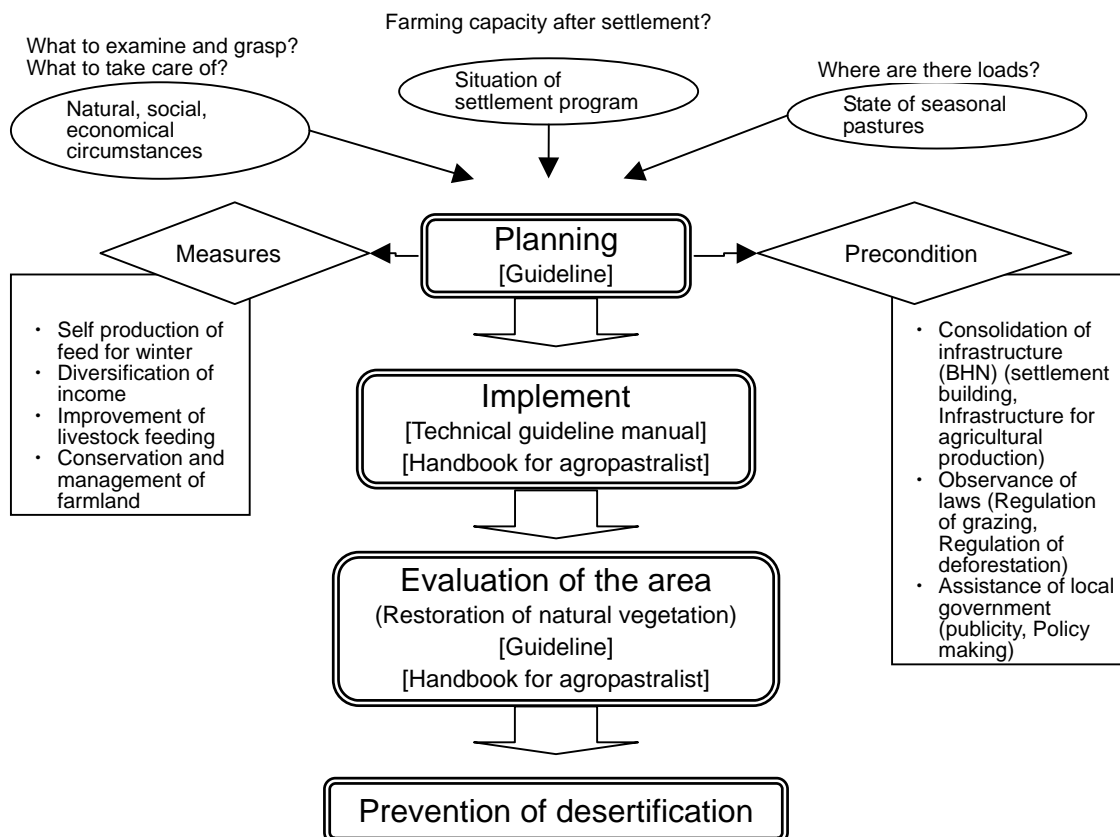 Farming capacity after settlement?
What to examine and grasp?
What to take care of?
Where are there loads?
Natural, social,
economical
circumstances
Situation of
settlement program
State of seasonal
pastures
Measures
Planning
[Guideline]
Precondition
・ Self production of
feed for winter
・ Diversification of
income
・ Improvement of
livestock feeding
・ Conservation and
management of
farmland
・ Consolidation of
infrastructure
(BHN) (settlement
building,
Infrastructure for
agricultural
production)
・ Observance of
laws (Regulation
of grazing,
Regulation of
deforestation)
・ Assistance of local
government
(publicity, Policy
making)
Implement
[Technical guideline manual]
[Handbook for agropastralist]
Evaluation of the area
(Restoration of natural vegetation)
[Guideline]
[Handbook for agropastralist]
Prevention of desertification